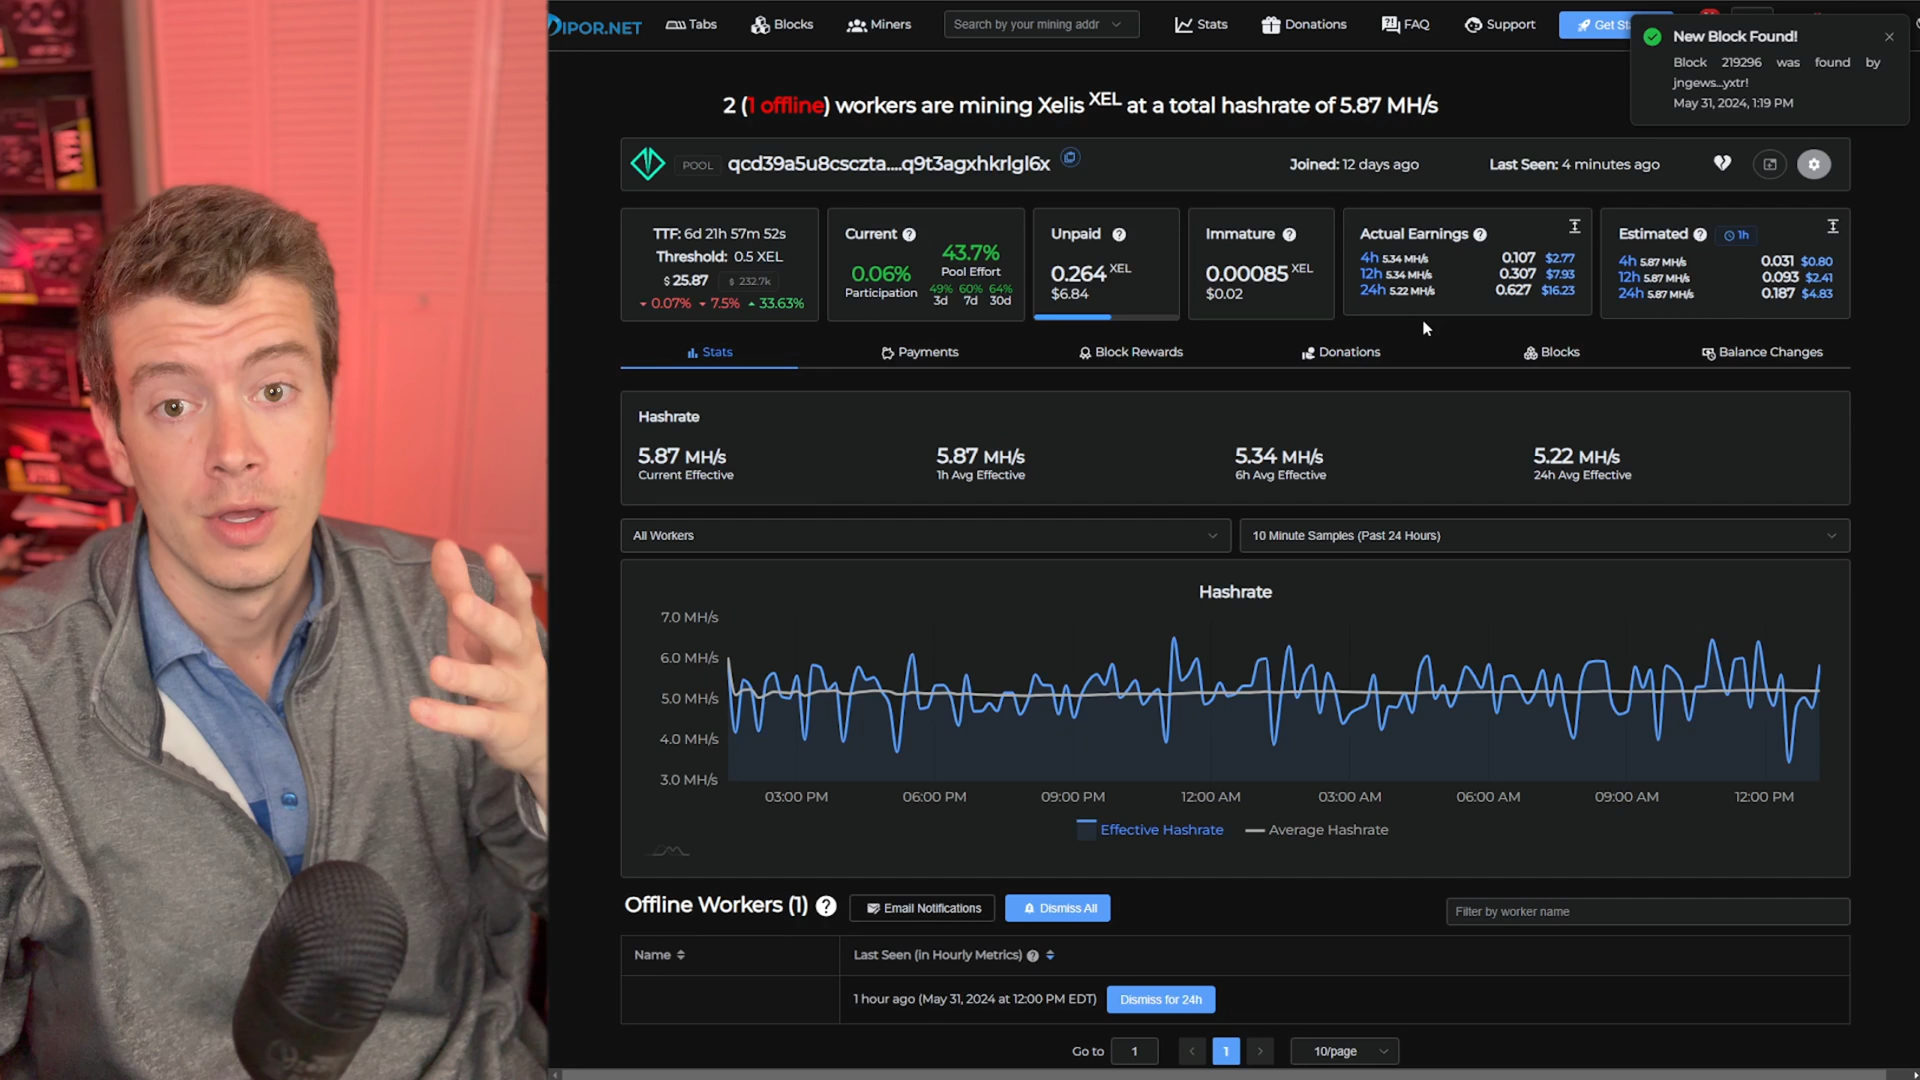 DIPOR.NET
Tabs
Blocks
Miners
Search by your mining addr
Stats
Donations
FAQ
Support
Get St
New Block Found!
Block 219296 was found by
jngews...yxtr!
May 31, 2024, 1:19 PM
2 (1 offline) workers are mining Xelis XEL at a total hashrate of 5.87 MH/s
POOL qcd39a5u8csczta....q9t3agxhkrlgl6x
Joined: 12 days ago
Last Seen: 4 minutes ago
TTF: 6d 21h 57m 52s
Threshold: 0.5 XEL
$ 25.87 $ 232.7k
0.07% 7.5% 33.63%
Current
0.06%
Participation
43.7%
Pool Effort
49% 60% 64%
3d 7d 30d
Unpaid
0.264 XEL
$6.84
Immature
0.00085 XEL
$0.02
Actual Earnings
4h 5.34 MH/s 0.107 $2.77
12h 5.34 MH/s 0.307 $7.93
24h 5.22 MH/s 0.627 $16.23
Estimated 1h
4h 5.87 MH/s 0.031 $0.80
12h 5.87 MH/s 0.093 $2.41
24h 5.87 MH/s 0.187 $4.83
Stats
Payments
Block Rewards
Donations
Blocks
Balance Changes
Hashrate
5.87 MH/s
Current Effective
5.87 MH/s
1h Avg Effective
5.34 MH/s
6h Avg Effective
5.22 MH/s
24h Avg Effective
All Workers
10 Minute Samples (Past 24 Hours)
Hashrate
7.0 MH/s
6.0 MH/s
5.0 MH/s
4.0 MH/s
3.0 MH/s
03:00 PM
06:00 PM
09:00 PM
12:00 AM
03:00 AM
06:00 AM
09:00 AM
12:00 PM
Effective Hashrate
Average Hashrate
Offline Workers (1)
Email Notifications
Dismiss All
Filter by worker name
Name
Last Seen (in Hourly Metrics)
1 hour ago (May 31, 2024 at 12:00 PM EDT)
Dismiss for 24h
Go to 1
1
10/page